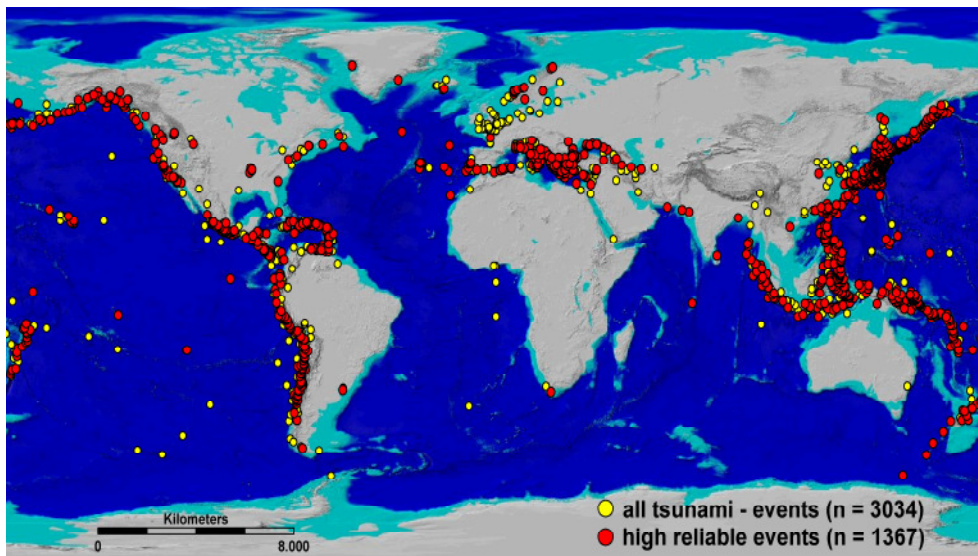 Kilometers
0 8.000
all tsunami - events (n = 3034)
high reliable events (n = 1367)